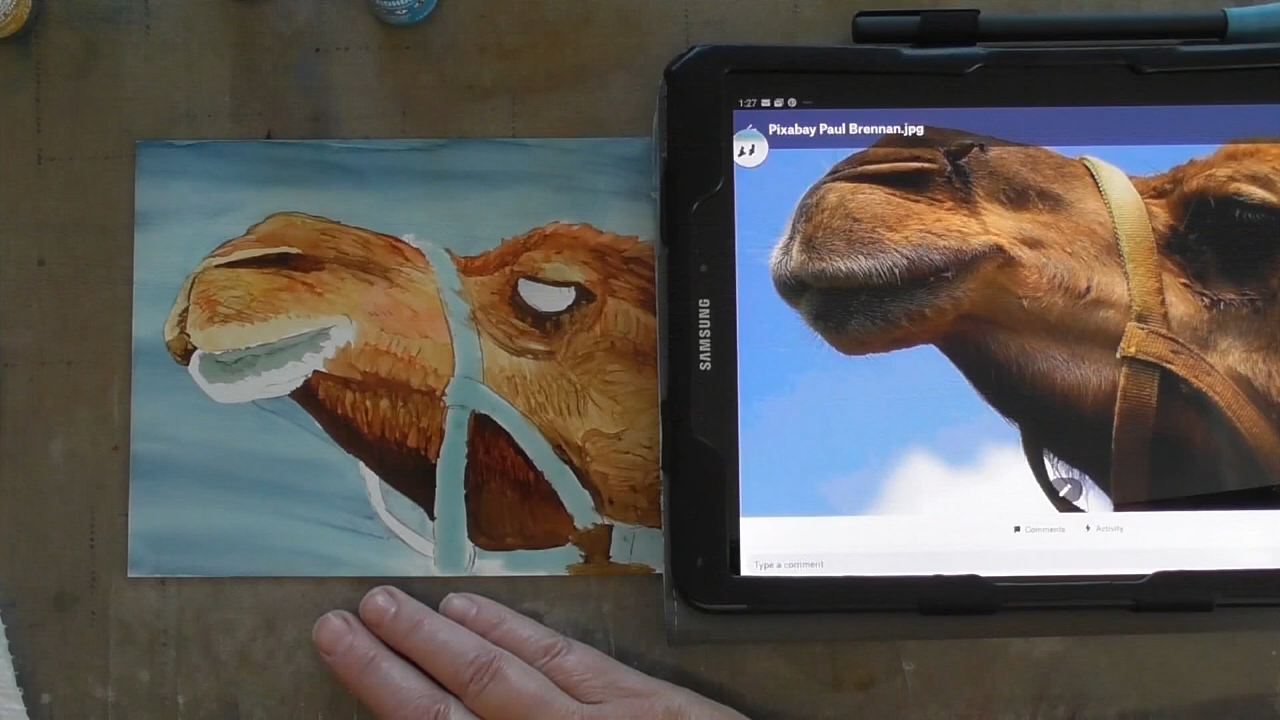 1:27
Pixabay Paul Brennan.jpg
SAMSUNG
Comments
Activity
Type a comment